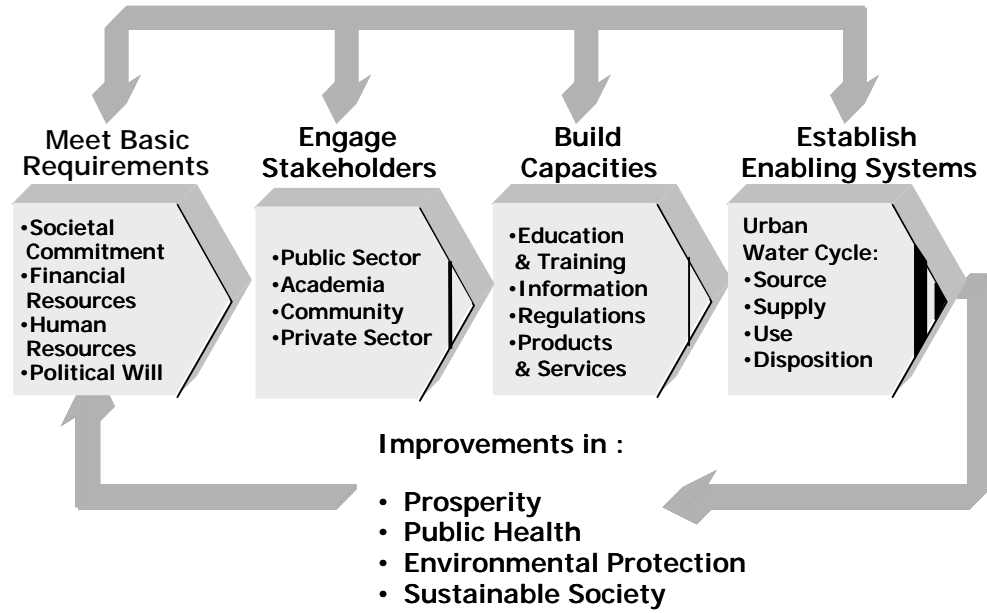 Meet Basic
Requirements
•Societal
Commitment
•Financial
Resources
•Human
Resources
•Political Will
Engage
Stakeholders
•Public Sector
•Academia
•Community
•Private Sector
Build
Capacities
•Education
& Training
•Information
•Regulations
•Products
& Services
Establish
Enabling Systems
Urban
Water Cycle:
•Source
•Supply
•Use
•Disposition
Improvements in :
• Prosperity
• Public Health
• Environmental Protection
• Sustainable Society